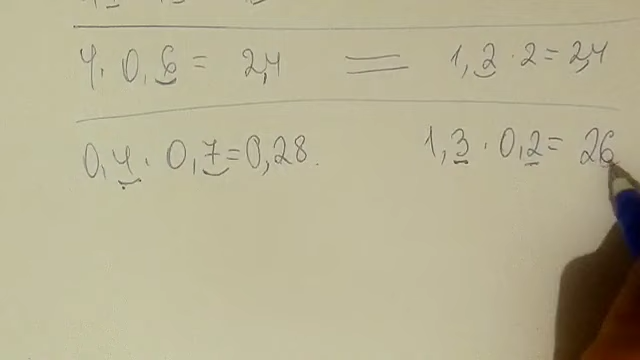 4 · 0,6 = 2,4 = 1,2 · 2 = 2,4
0,4 · 0,7 = 0,28. 1,3 · 0,2 = 26